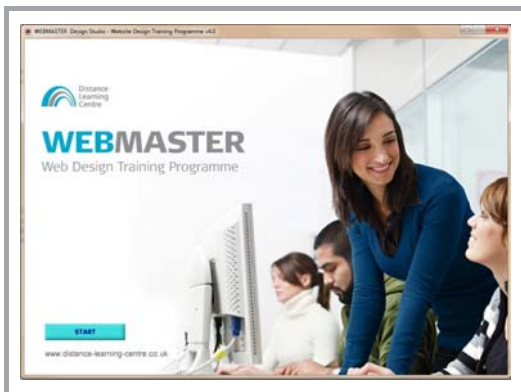 WEBMASTER Design Studio - Website Design Training Programme v4.0
Distance
Learning
Centre
WEBMASTER
Web Design Training Programme
START
www.distance-learning-centre.co.uk